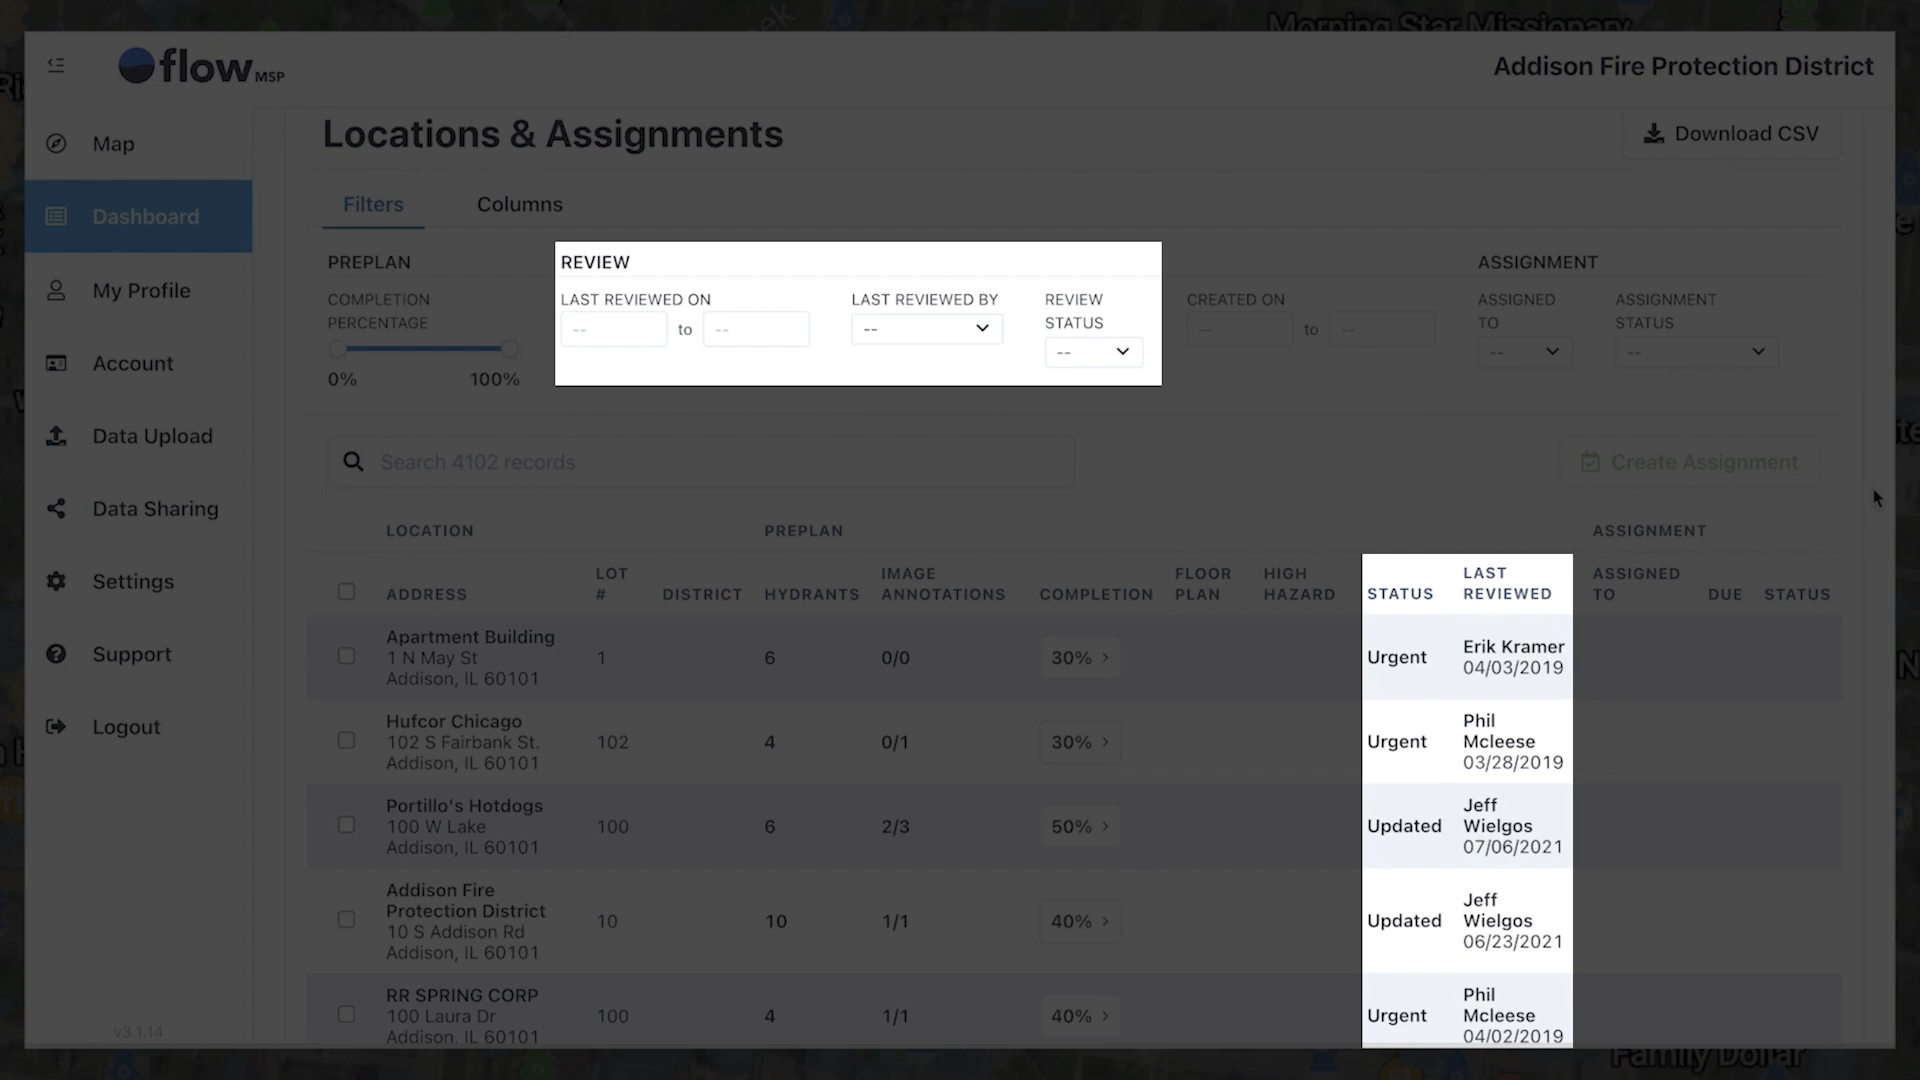 Morning Star Missionary
flow MSP
Addison Fire Protection District
Map
Dashboard
My Profile
Account
Data Upload
Data Sharing
Settings
Support
Logout
v3.1.14
Locations & Assignments
Download CSV
Filters
Columns
PREPLAN
COMPLETION
PERCENTAGE
0%
100%
REVIEW
LAST REVIEWED ON
-- to --
LAST REVIEWED BY
--
REVIEW
STATUS
--
CREATED ON
-- to --
ASSIGNMENT
ASSIGNED
TO
--
ASSIGNMENT
STATUS
--
Search 4102 records
Create Assignment
LOCATION
PREPLAN
ASSIGNMENT
ADDRESS
LOT
#
DISTRICT
HYDRANTS
IMAGE
ANNOTATIONS
COMPLETION
FLOOR
PLAN
HIGH
HAZARD
STATUS
LAST
REVIEWED
ASSIGNED
TO
DUE
STATUS
Apartment Building
1 N May St
Addison, IL 60101
1
6
0/0
30% >
Urgent
Erik Kramer
04/03/2019
Hufcor Chicago
102 S Fairbank St.
Addison, IL 60101
102
4
0/1
30% >
Urgent
Phil
Mcleese
03/28/2019
Portillo's Hotdogs
100 W Lake
Addison, IL 60101
100
6
2/3
50% >
Updated
Jeff
Wielgos
07/06/2021
Addison Fire
Protection District
10 S Addison Rd
Addison, IL 60101
10
10
1/1
40% >
Updated
Jeff
Wielgos
06/23/2021
RR SPRING CORP
100 Laura Dr
Addison, IL 60101
100
4
1/1
40% >
Urgent
Phil
Mcleese
04/02/2019
Family Dollar